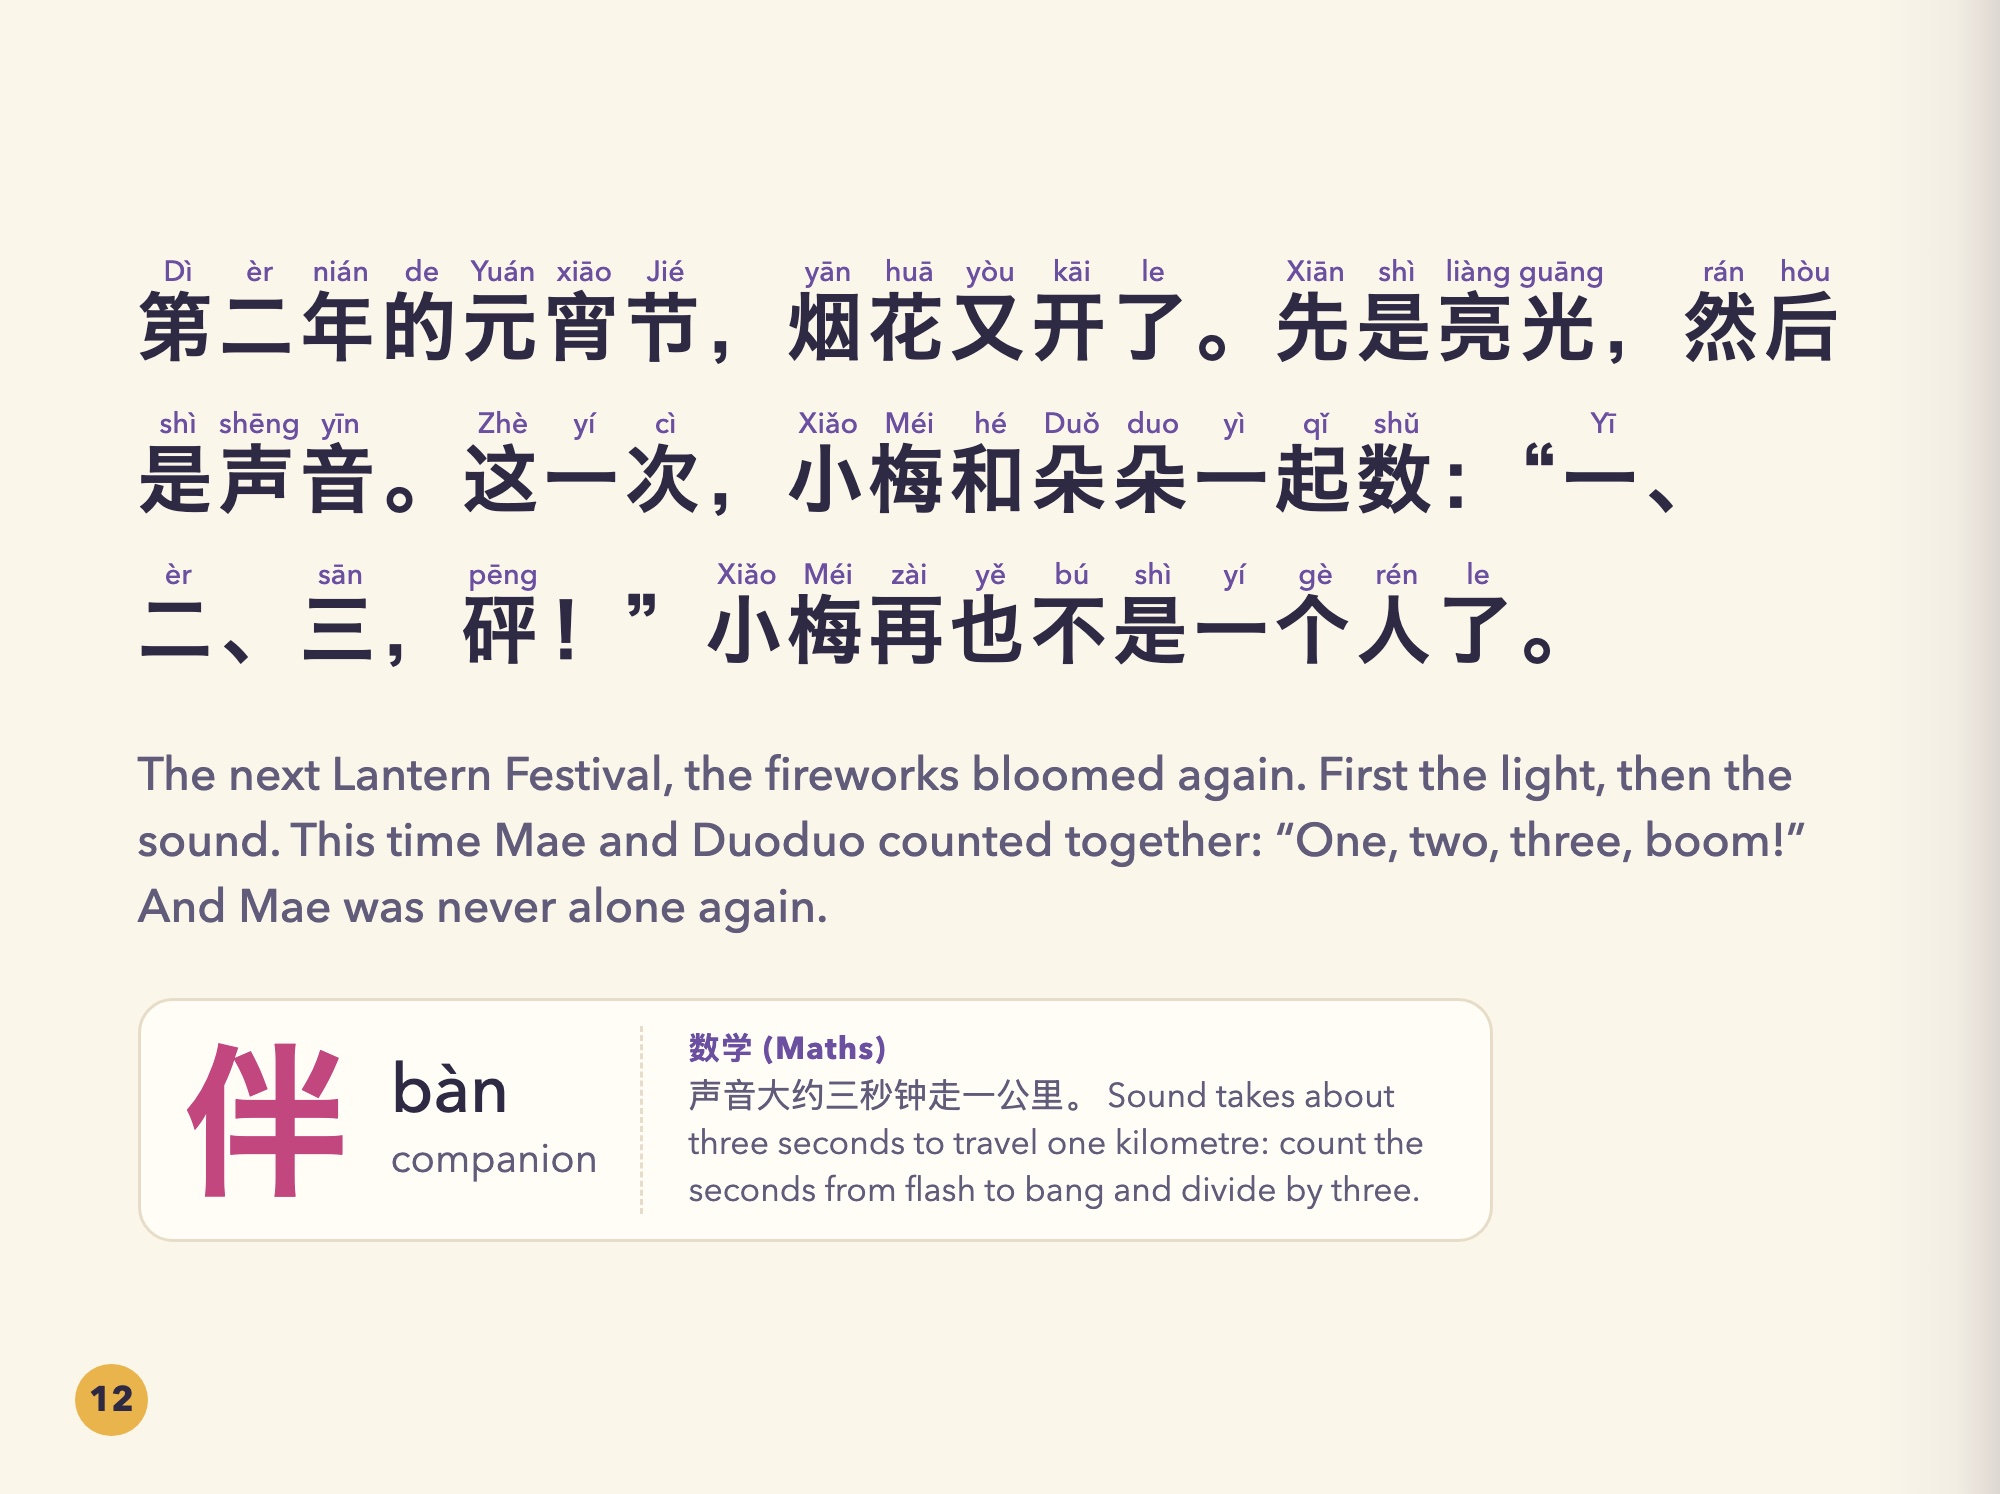 Dì èr nián de Yuán xiāo Jié yān huā yòu kāi le Xiān shì liàng guāng rán hòu
第二年的元宵节，烟花又开了。先是亮光，然后
shì shēng yīn Zhè yí cì Xiǎo Méi hé Duǒ duo yì qǐ shǔ Yī
是声音。这一次，小梅和朵朵一起数：“一、
èr sān pēng Xiǎo Méi zài yě bú shì yí gè rén le
二、三，砰！”小梅再也不是一个人了。
The next Lantern Festival, the fireworks bloomed again. First the light, then the
sound. This time Mae and Duoduo counted together: “One, two, three, boom!”
And Mae was never alone again.
伴
bàn
companion
数学 (Maths)
声音大约三秒钟走一公里。 Sound takes about
three seconds to travel one kilometre: count the
seconds from flash to bang and divide by three.
12